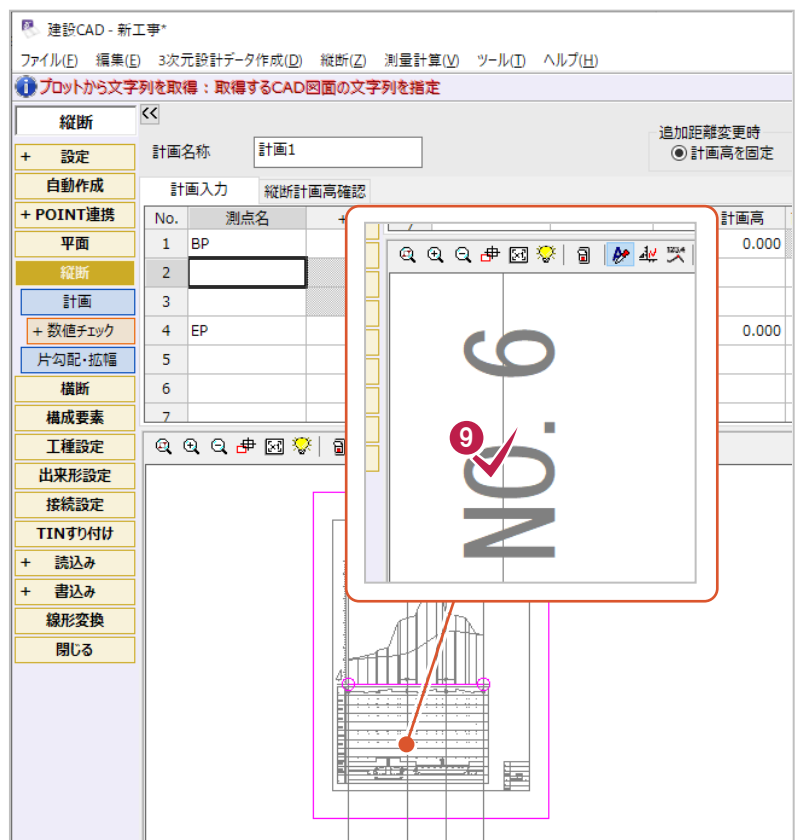 建設CAD - 新工事*
ファイル(F) 編集(E) 3次元設計データ作成(D) 縦断(Z) 測量計算(V) ツール(T) ヘルプ(H)
プロットから文字列を取得：取得するCAD図面の文字列を指定
縦断
+ 設定
自動作成
+ POINT連携
平面
縦断
計画
+ 数値チェック
片勾配・拡幅
横断
構成要素
工種設定
出来形設定
接続設定
TINすり付け
+ 読込み
+ 書込み
線形変換
閉じる
<<
計画名称 計画1
追加距離変更時
計画高を固定
計画入力 縦断計画高確認
No. 測点名 + 計画高
1 BP 0.000
2
3
4 EP 0.000
5
6
7
9
NO. 6